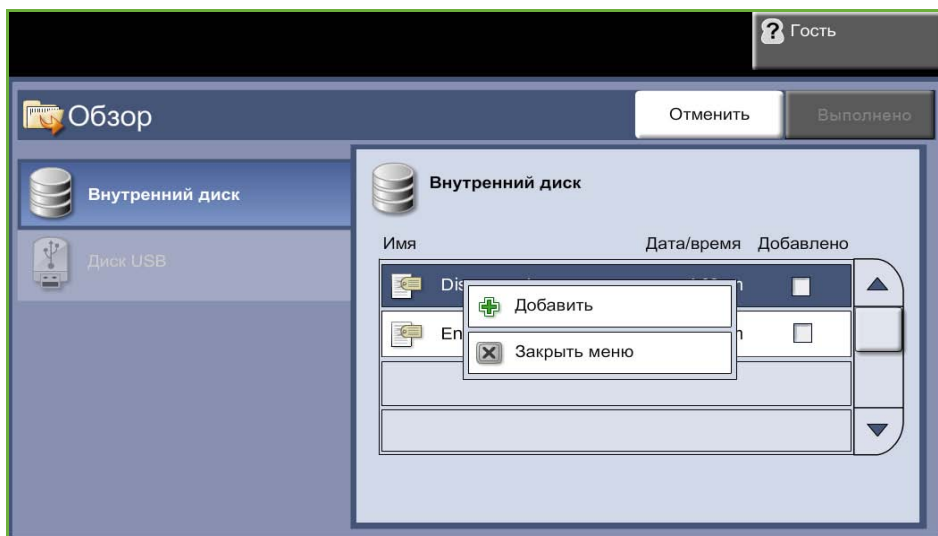 Гость
Обзор
Отменить
Выполнено
Внутренний диск
Диск USB
Внутренний диск
Имя Дата/время Добавлено
Добавить
Закрыть меню